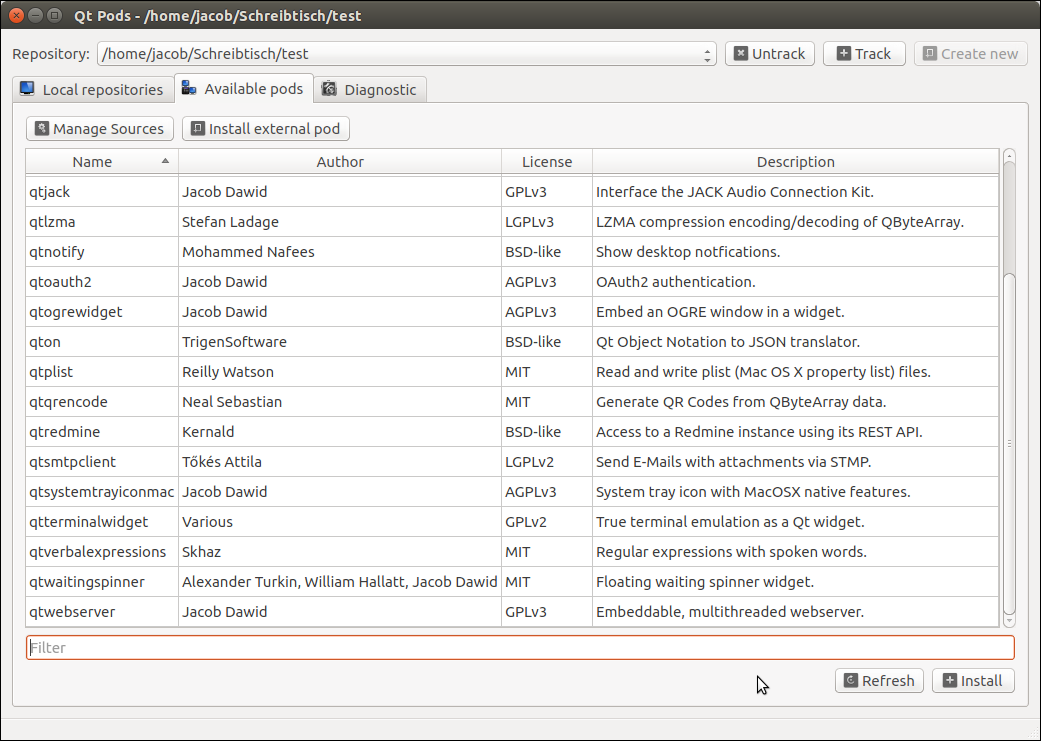 Qt Pods - /home/jacob/Schreibtisch/test
Repository: /home/jacob/Schreibtisch/test Untrack Track Create new
Local repositories Available pods Diagnostic
Manage Sources Install external pod
Name Author License Description
qtjack Jacob Dawid GPLv3 Interface the JACK Audio Connection Kit.
qtlzma Stefan Ladage LGPLv3 LZMA compression encoding/decoding of QByteArray.
qtnotify Mohammed Nafees BSD-like Show desktop notfications.
qtoauth2 Jacob Dawid AGPLv3 OAuth2 authentication.
qtogrewidget Jacob Dawid AGPLv3 Embed an OGRE window in a widget.
qton TrigenSoftware BSD-like Qt Object Notation to JSON translator.
qtplist Reilly Watson MIT Read and write plist (Mac OS X property list) files.
qtqrencode Neal Sebastian MIT Generate QR Codes from QByteArray data.
qtredmine Kernald BSD-like Access to a Redmine instance using its REST API.
qtsmtpclient Tőkés Attila LGPLv2 Send E-Mails with attachments via STMP.
qtsystemtrayiconmac Jacob Dawid AGPLv3 System tray icon with MacOSX native features.
qtterminalwidget Various GPLv2 True terminal emulation as a Qt widget.
qtverbalexpressions Skhaz MIT Regular expressions with spoken words.
qtwaitingspinner Alexander Turkin, William Hallatt, Jacob Dawid MIT Floating waiting spinner widget.
qtwebserver Jacob Dawid GPLv3 Embeddable, multithreaded webserver.
Filter
Refresh Install